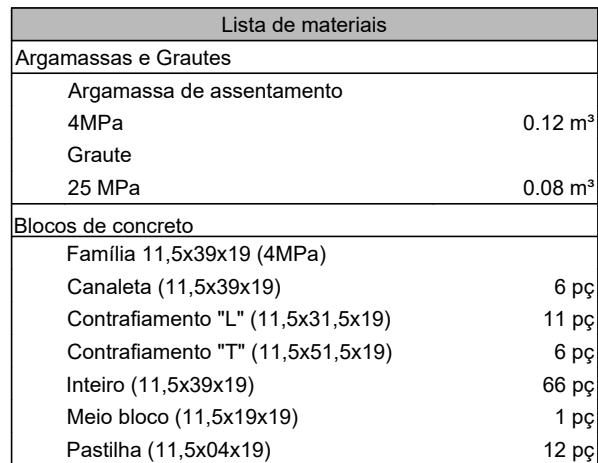 Lista de materiais
Argamassas e Grautes
Argamassa de assentamento
4MPa 0.12 m³
Graute
25 MPa 0.08 m³
Blocos de concreto
Família 11,5x39x19 (4MPa)
Canaleta (11,5x39x19) 6 pç
Contrafiamento "L" (11,5x31,5x19) 11 pç
Contrafiamento "T" (11,5x51,5x19) 6 pç
Inteiro (11,5x39x19) 66 pç
Meio bloco (11,5x19x19) 1 pç
Pastilha (11,5x04x19) 12 pç